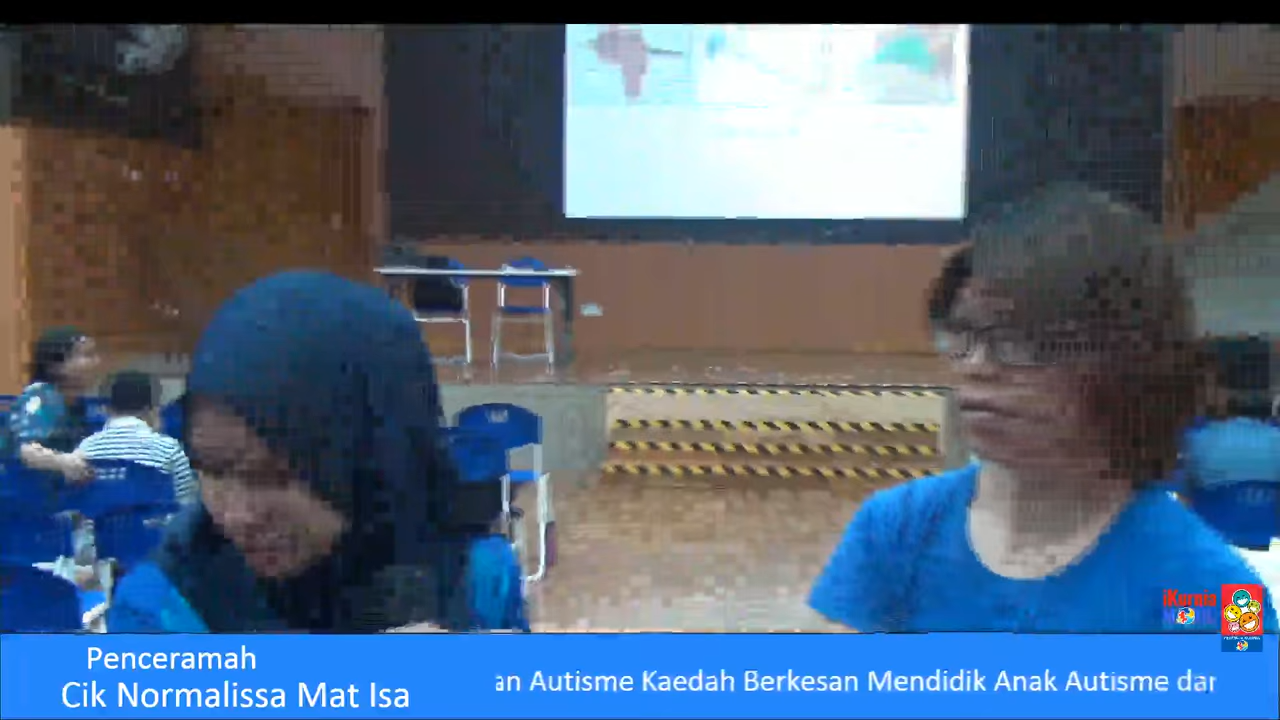 Penceramah
Cik Normalissa Mat Isa
an Autisme Kaedah Berkesan Mendidik Anak Autisme dar
iKurnia